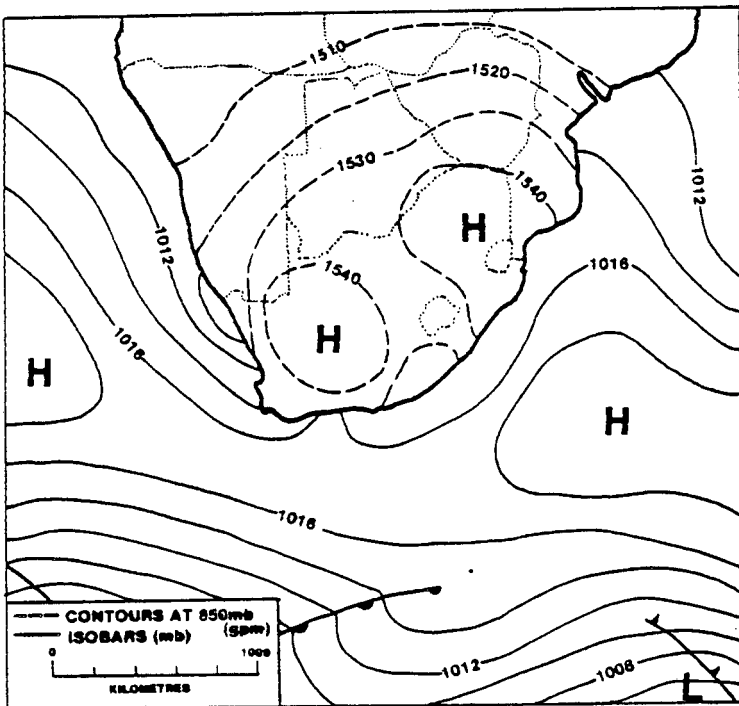 1510
1520
1530
1540
1012
H
1012
1540
1016
H
1016
H
H
1016
CONTOURS AT 850mb
(gpm)
ISOBARS (mb)
0 1000
KILOMETRES
1012
1008
L